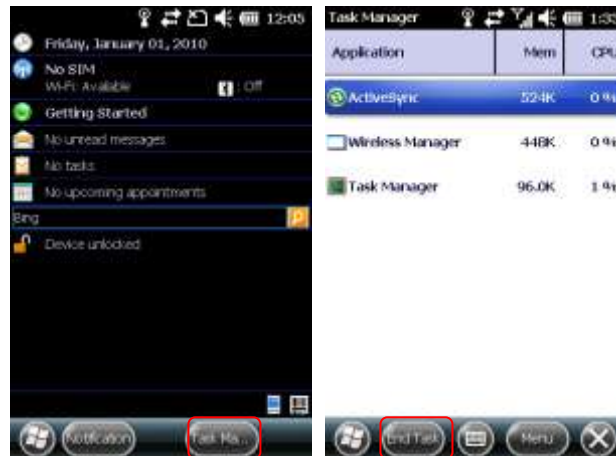 12:05
Friday, January 01, 2010
No SIM
Wi-Fi: Available : Off
Getting Started
No unread messages
No tasks
No upcoming appointments
Bing
Device unlocked
Notification Task Ma...
Task Manager
Application Mem CPU
ActiveSync 524K 0 %
Wireless Manager 448K 0 %
Task Manager 96.0K 1 %
End Task Menu